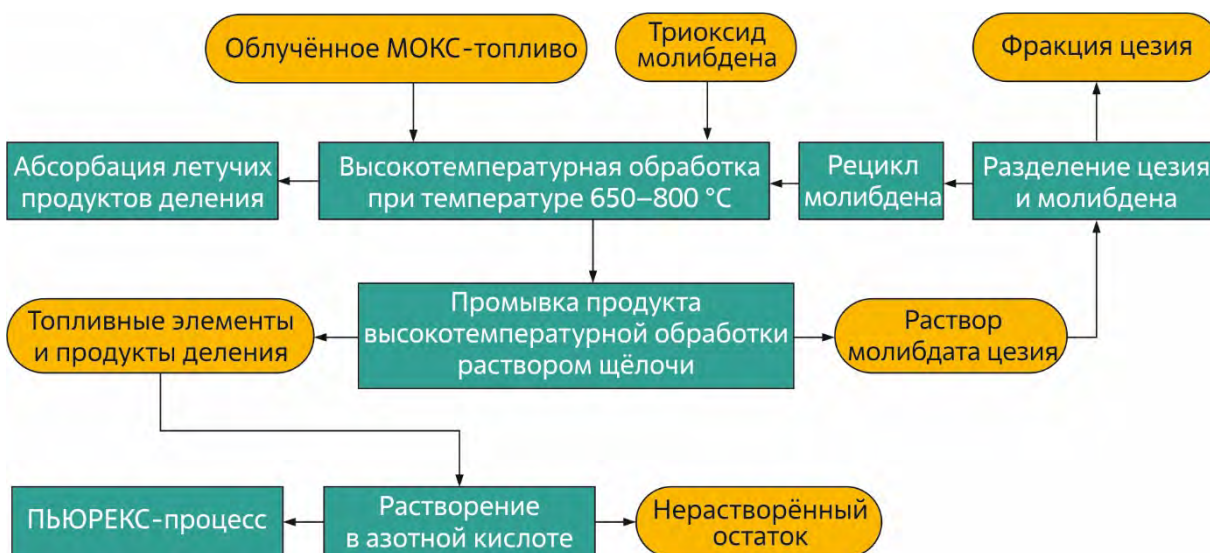 Облучённое МОКС-топливо
Триоксид
молибдена
Фракция цезия
Абсорбация летучих
продуктов деления
Высокотемпературная обработка
при температуре 650–800 °C
Рецикл
молибдена
Разделение цезия
и молибдена
Топливные элементы
и продукты деления
Промывка продукта
высокотемпературной обработки
раствором щёлочи
Раствор
молибдата цезия
ПЬЮРЕКС-процесс
Растворение
в азотной кислоте
Нерастворённый
остаток